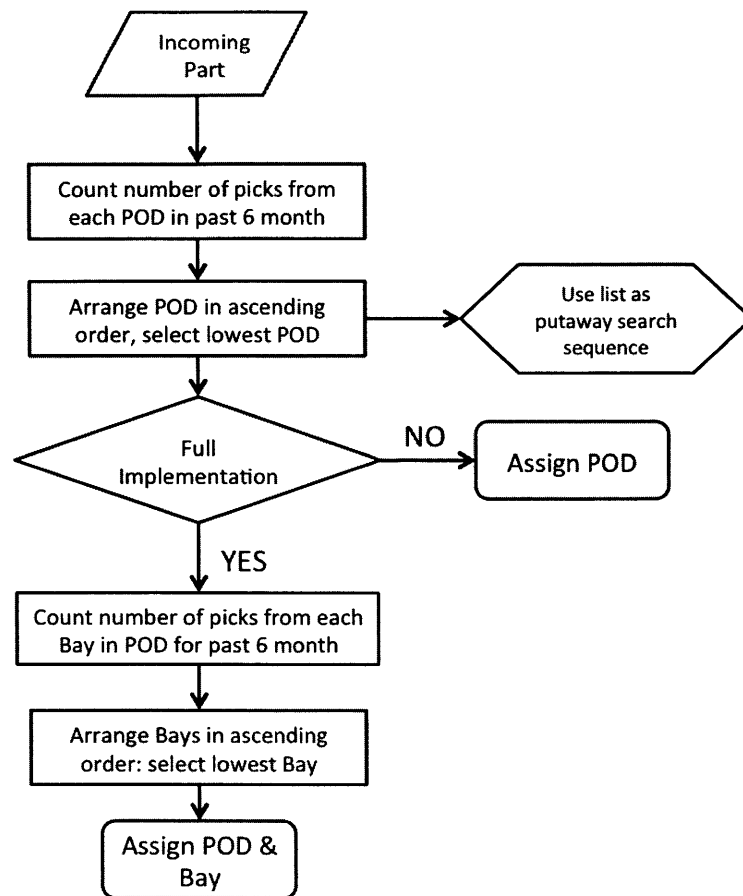 Incoming
Part
Count number of picks from
each POD in past 6 month
Arrange POD in ascending
order, select lowest POD
Use list as
putaway search
sequence
Full
Implementation
NO
Assign POD
YES
Count number of picks from each
Bay in POD for past 6 month
Arrange Bays in ascending
order: select lowest Bay
Assign POD &
Bay